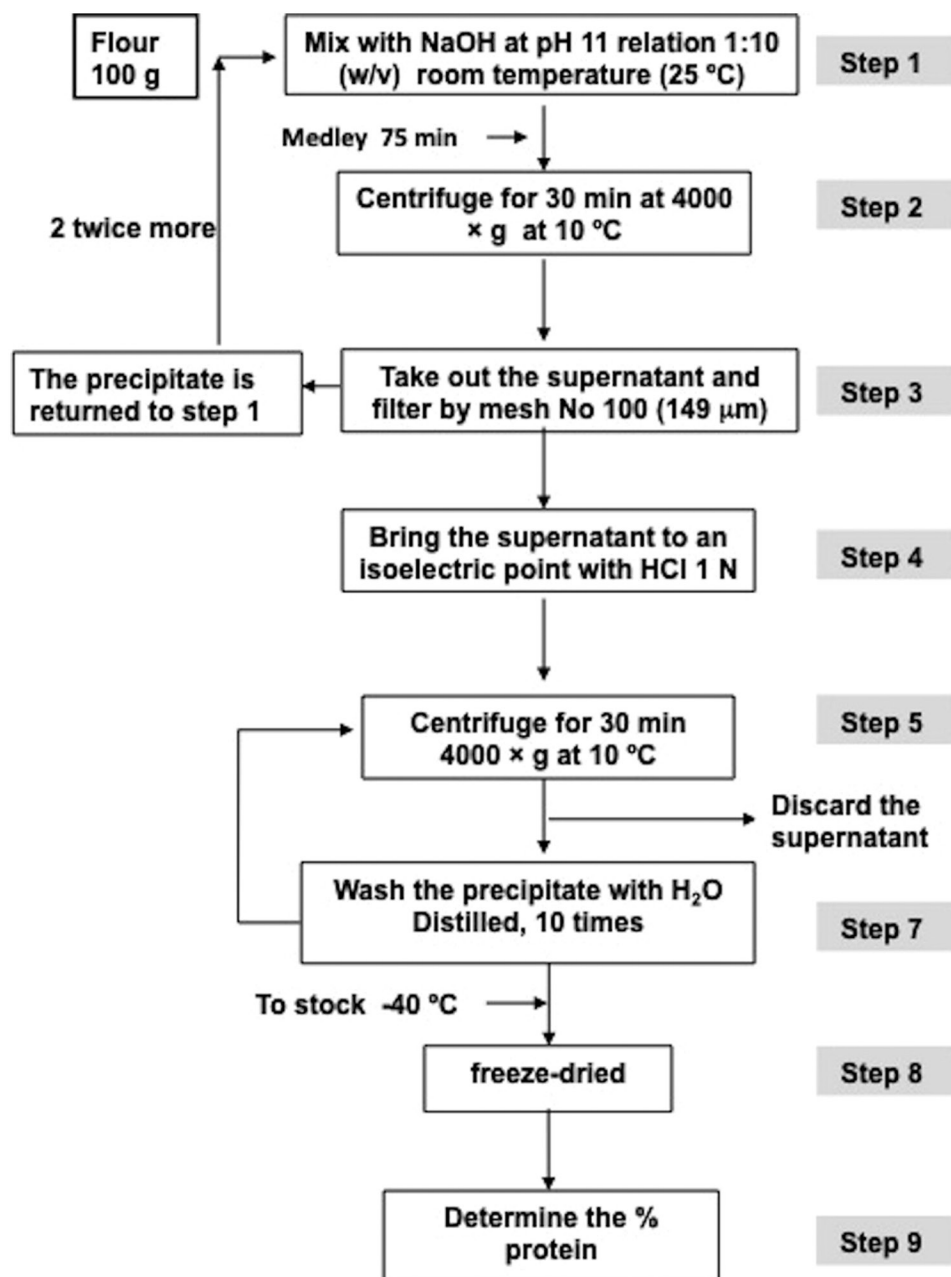 Flour
100 g
Mix with NaOH at pH 11 relation 1:10
(w/v) room temperature (25 ºC)
Step 1
Medley 75 min
Centrifuge for 30 min at 4000
× g at 10 ºC
Step 2
2 twice more
The precipitate is
returned to step 1
Take out the supernatant and
filter by mesh No 100 (149 μm)
Step 3
Bring the supernatant to an
isoelectric point with HCl 1 N
Step 4
Centrifuge for 30 min
4000 × g at 10 ºC
Step 5
Discard the
supernatant
Wash the precipitate with H₂O
Distilled, 10 times
Step 7
To stock -40 ºC
freeze-dried
Step 8
Determine the %
protein
Step 9